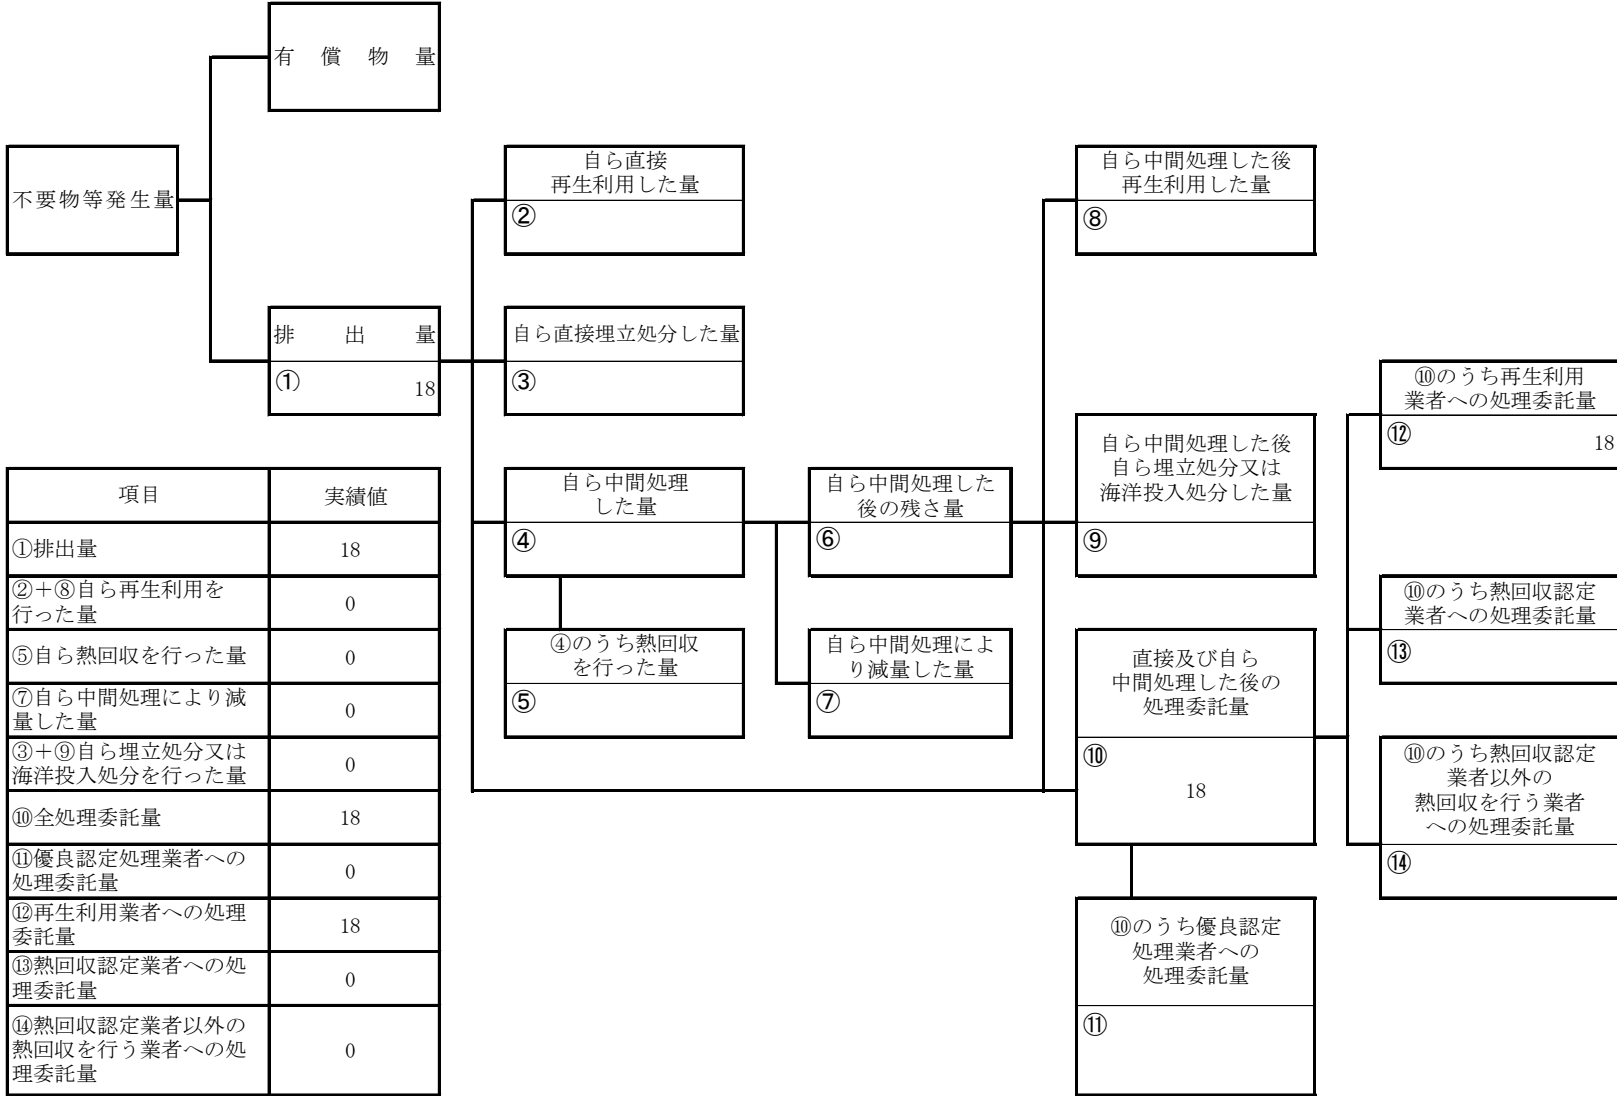 有償物量
不要物等発生量
排出量
①
18
自ら直接
再生利用した量
②
自ら直接埋立処分した量
③
自ら中間処理
した量
④
④のうち熱回収
を行った量
⑤
自ら中間処理した
後の残さ量
⑥
自ら中間処理によ
り減量した量
⑦
自ら中間処理した後
再生利用した量
⑧
自ら中間処理した後
自ら埋立処分又は
海洋投入処分した量
⑨
直接及び自ら
中間処理した後の
処理委託量
⑩
18
⑩のうち優良認定
処理業者への
処理委託量
⑪
⑩のうち再生利用
業者への処理委託量
⑫
18
⑩のうち熱回収認定
業者への処理委託量
⑬
⑩のうち熱回収認定
業者以外の
熱回収を行う業者
への処理委託量
⑭
項目 実績値
①排出量 18
②+⑧自ら再生利用を
行った量
0
⑤自ら熱回収を行った量 0
⑦自ら中間処理により減
量した量
0
③+⑨自ら埋立処分又は
海洋投入処分を行った量
0
⑩全処理委託量 18
⑪優良認定処理業者への
処理委託量
0
⑫再生利用業者への処理
委託量
18
⑬熱回収認定業者への処
理委託量
0
⑭熱回収認定業者以外の
熱回収を行う業者への処
理委託量
0